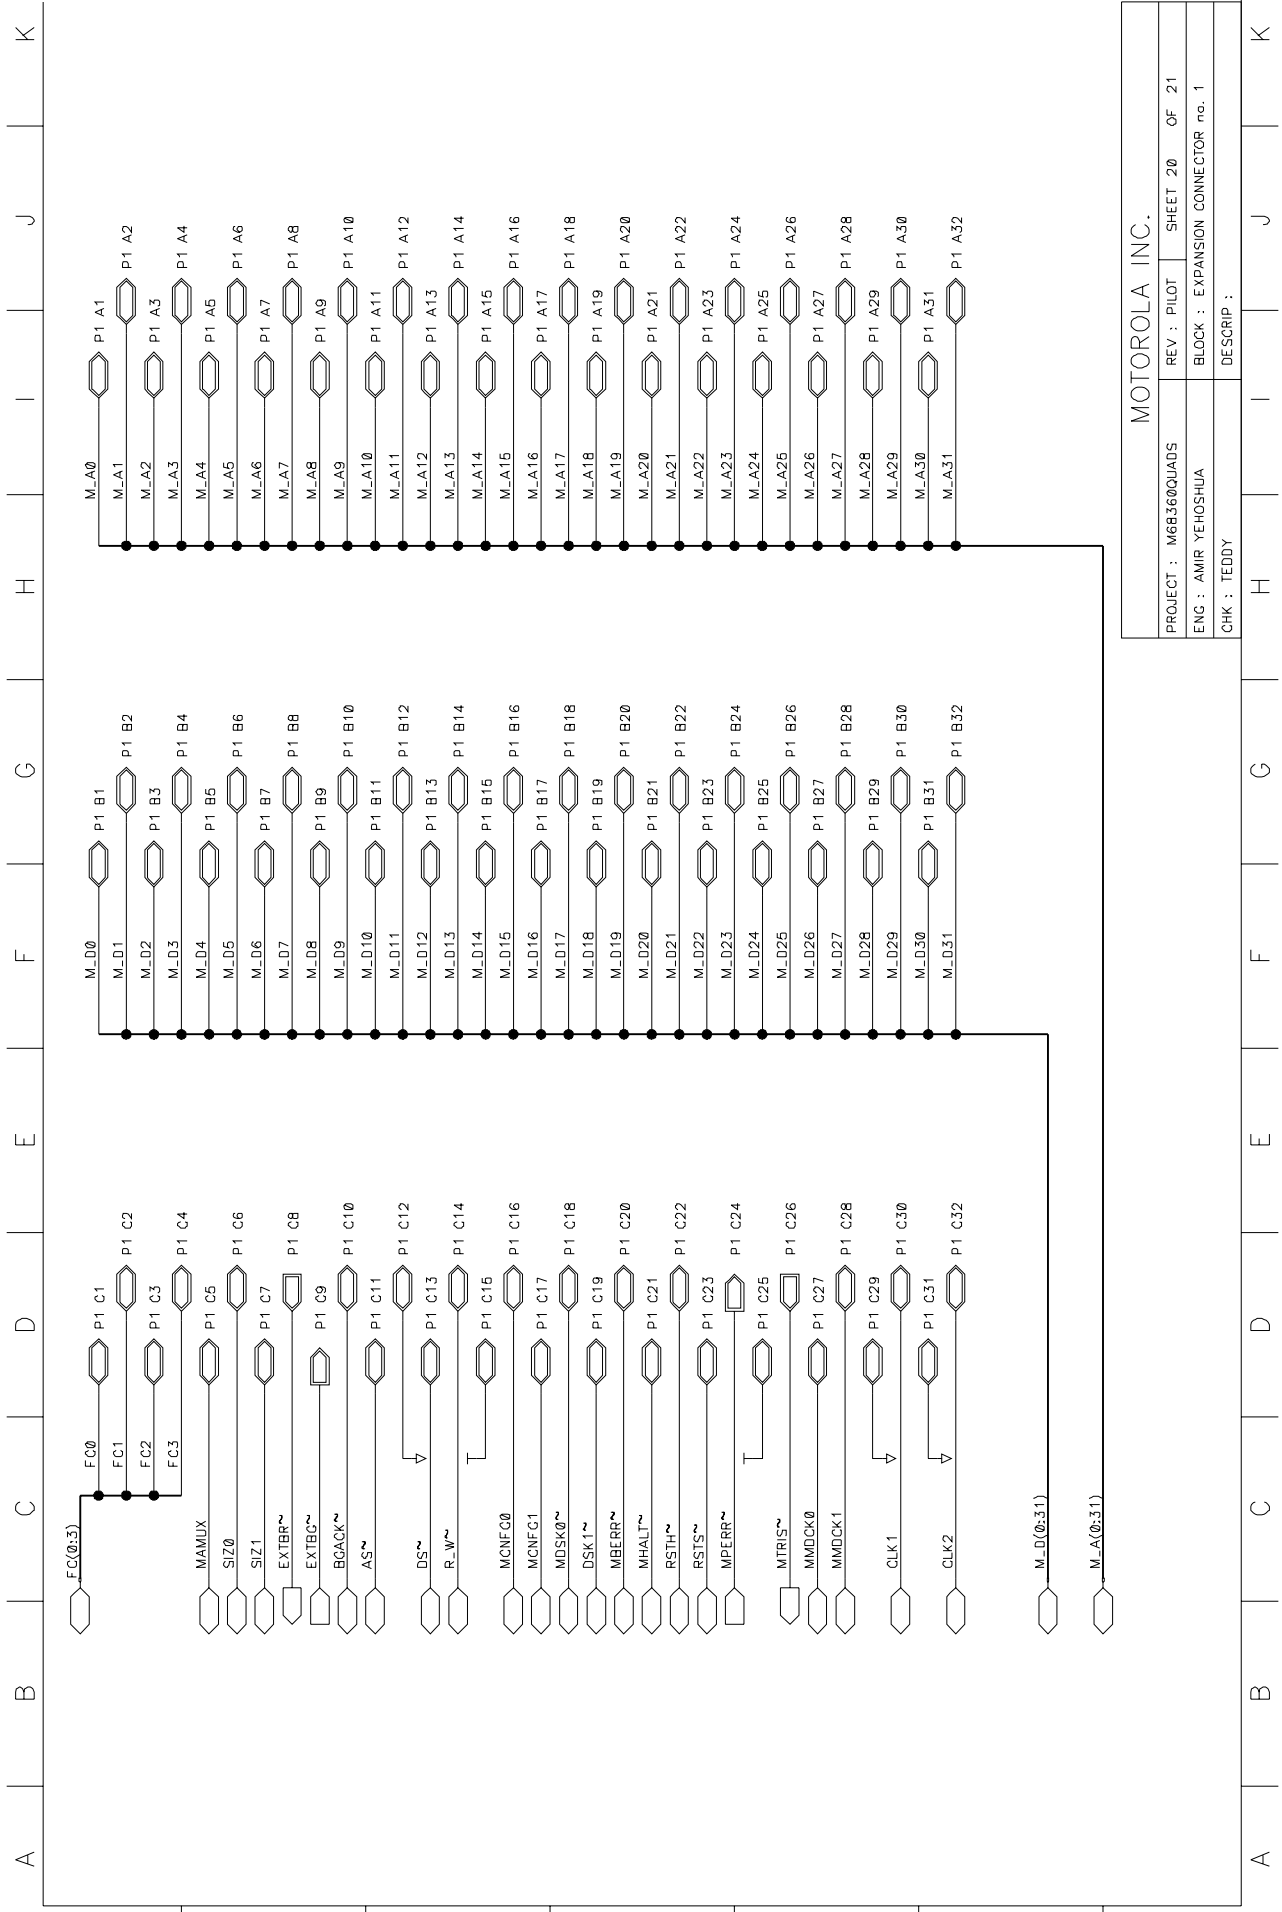 A B C D E F G H I J K
FC(0:3)
FC0 P1 C1
FC1 P1 C2
FC2 P1 C3
FC3 P1 C4
MAMUX P1 C5
SIZ0 P1 C6
SIZ1 P1 C7
EXTBR~ P1 C8
EXTBG~ P1 C9
BGACK~ P1 C10
AS~ P1 C11
P1 C12
DS~ P1 C13
R_W~ P1 C14
P1 C15
MCNFG0 P1 C16
MCNFG1 P1 C17
MDSK0~ P1 C18
DSK1~ P1 C19
MBERR~ P1 C20
MHALT~ P1 C21
RSTH~ P1 C22
RSTS~ P1 C23
MPERR~ P1 C24
P1 C25
MTRIS~ P1 C26
MMDCK0 P1 C27
MMDCK1 P1 C28
P1 C29
CLK1 P1 C30
P1 C31
CLK2 P1 C32
M_D(0:31)
M_A(0:31)
M_D0 P1 B1
M_D1 P1 B2
M_D2 P1 B3
M_D3 P1 B4
M_D4 P1 B5
M_D5 P1 B6
M_D6 P1 B7
M_D7 P1 B8
M_D8 P1 B9
M_D9 P1 B10
M_D10 P1 B11
M_D11 P1 B12
M_D12 P1 B13
M_D13 P1 B14
M_D14 P1 B15
M_D15 P1 B16
M_D16 P1 B17
M_D17 P1 B18
M_D18 P1 B19
M_D19 P1 B20
M_D20 P1 B21
M_D21 P1 B22
M_D22 P1 B23
M_D23 P1 B24
M_D24 P1 B25
M_D25 P1 B26
M_D26 P1 B27
M_D27 P1 B28
M_D28 P1 B29
M_D29 P1 B30
M_D30 P1 B31
M_D31 P1 B32
M_A0 P1 A1
M_A1 P1 A2
M_A2 P1 A3
M_A3 P1 A4
M_A4 P1 A5
M_A5 P1 A6
M_A6 P1 A7
M_A7 P1 A8
M_A8 P1 A9
M_A9 P1 A10
M_A10 P1 A11
M_A11 P1 A12
M_A12 P1 A13
M_A13 P1 A14
M_A14 P1 A15
M_A15 P1 A16
M_A16 P1 A17
M_A17 P1 A18
M_A18 P1 A19
M_A19 P1 A20
M_A20 P1 A21
M_A21 P1 A22
M_A22 P1 A23
M_A23 P1 A24
M_A24 P1 A25
M_A25 P1 A26
M_A26 P1 A27
M_A27 P1 A28
M_A28 P1 A29
M_A29 P1 A30
M_A30 P1 A31
M_A31 P1 A32
MOTOROLA INC.
PROJECT : M68360QUADS REV : PILOT SHEET 20 OF 21
ENG : AMIR YEHOSHUA BLOCK : EXPANSION CONNECTOR no. 1
CHK : TEDDY DESCRIP :
A B C D E F G H I J K